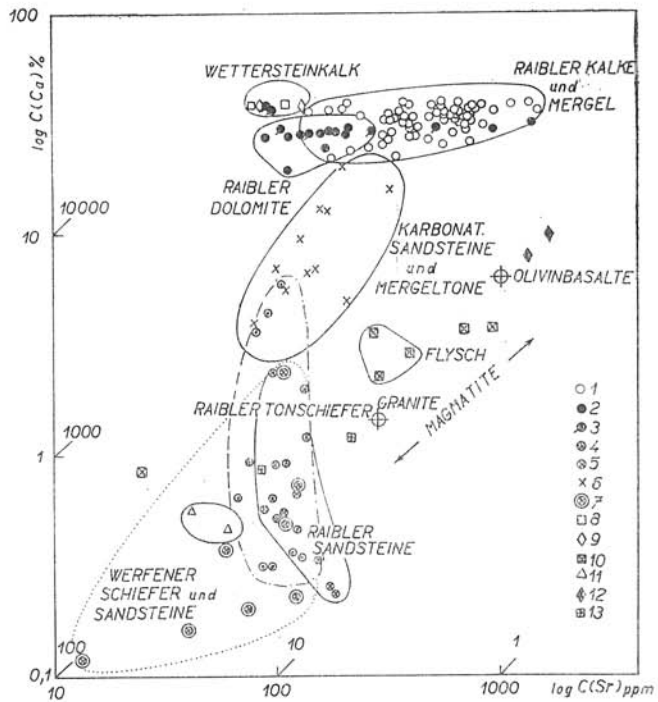 100
log C(Ca)%
10
1
0,1
10
100
1000
log C(Sr) ppm
10000
1000
100
10
1
WETTERSTEINKALK
RAIBLER KALKE
und
MERGEL
RAIBLER
DOLOMITE
KARBONAT.
SANDSTEINE
und
MERGELTONE
OLIVINBASALTE
FLYSCH
RAIBLER TONSCHIEFER
GRANITE
MAGMATITE
RAIBLER
SANDSTEINE
WERFENER
SCHIEFER und
SANDSTEINE
1
2
3
4
5
6
7
8
9
10
11
12
13